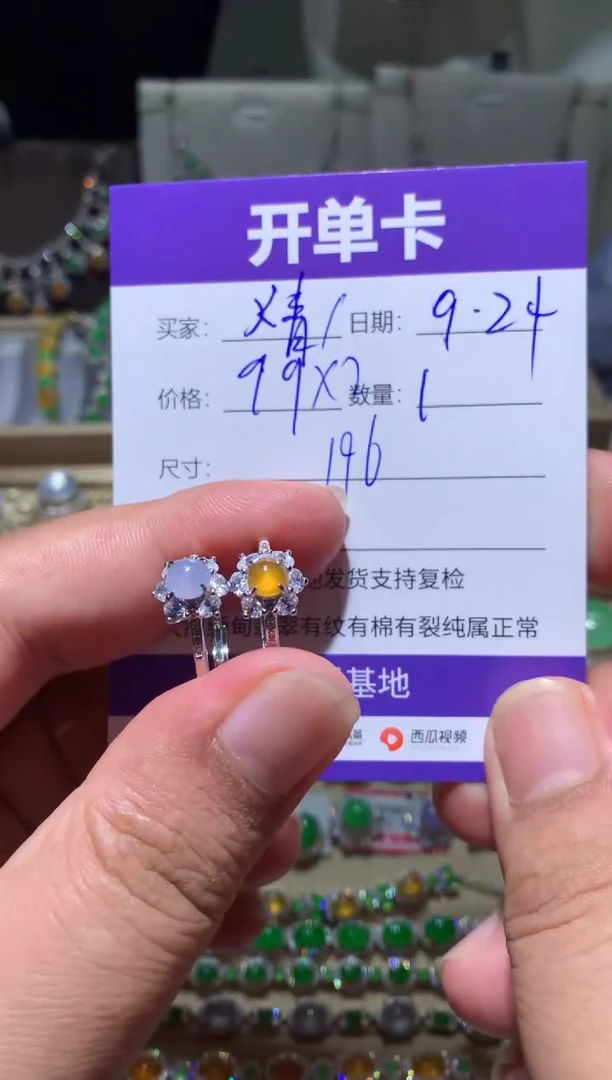 开单卡
买家: 日期: 9.24
价格: 99X2 数量: 1
尺寸: 196
发货支持复检
有纹有棉有裂纯属正常
基地
西瓜视频